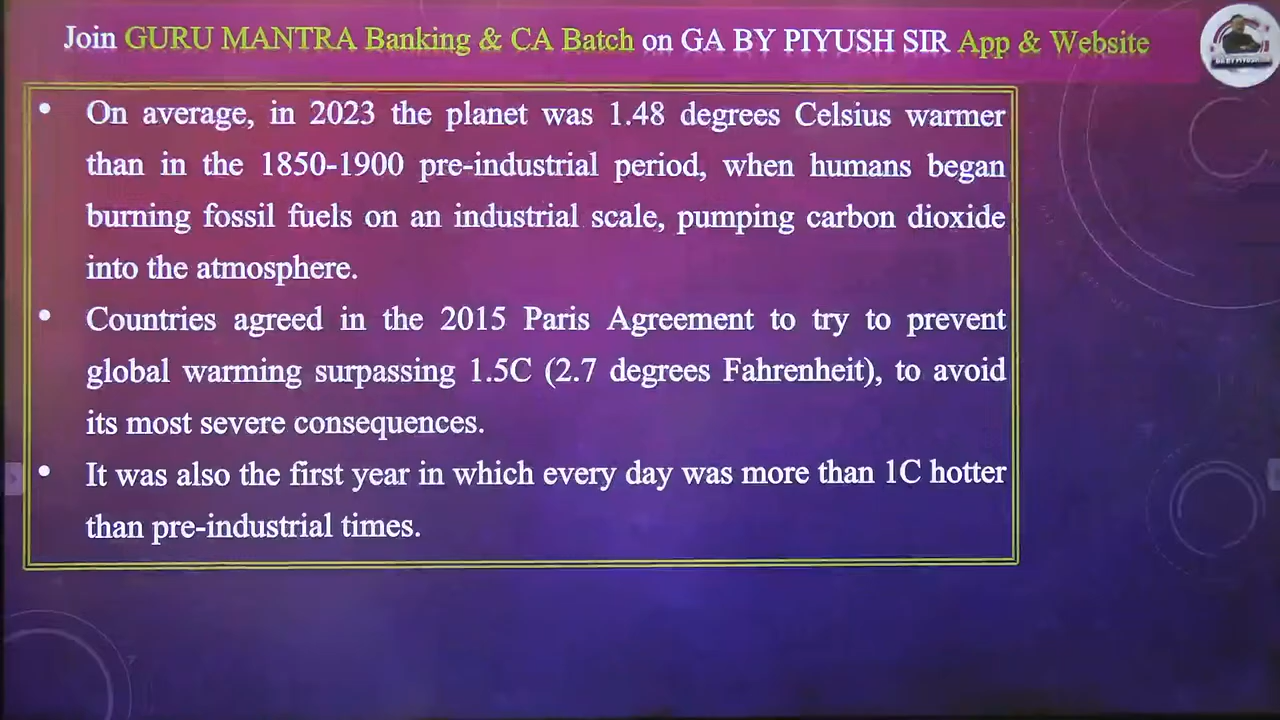 Join GURU MANTRA Banking & CA Batch on GA BY PIYUSH SIR App & Website
• On average, in 2023 the planet was 1.48 degrees Celsius warmer
than in the 1850-1900 pre-industrial period, when humans began
burning fossil fuels on an industrial scale, pumping carbon dioxide
into the atmosphere.
• Countries agreed in the 2015 Paris Agreement to try to prevent
global warming surpassing 1.5C (2.7 degrees Fahrenheit), to avoid
its most severe consequences.
• It was also the first year in which every day was more than 1C hotter
than pre-industrial times.